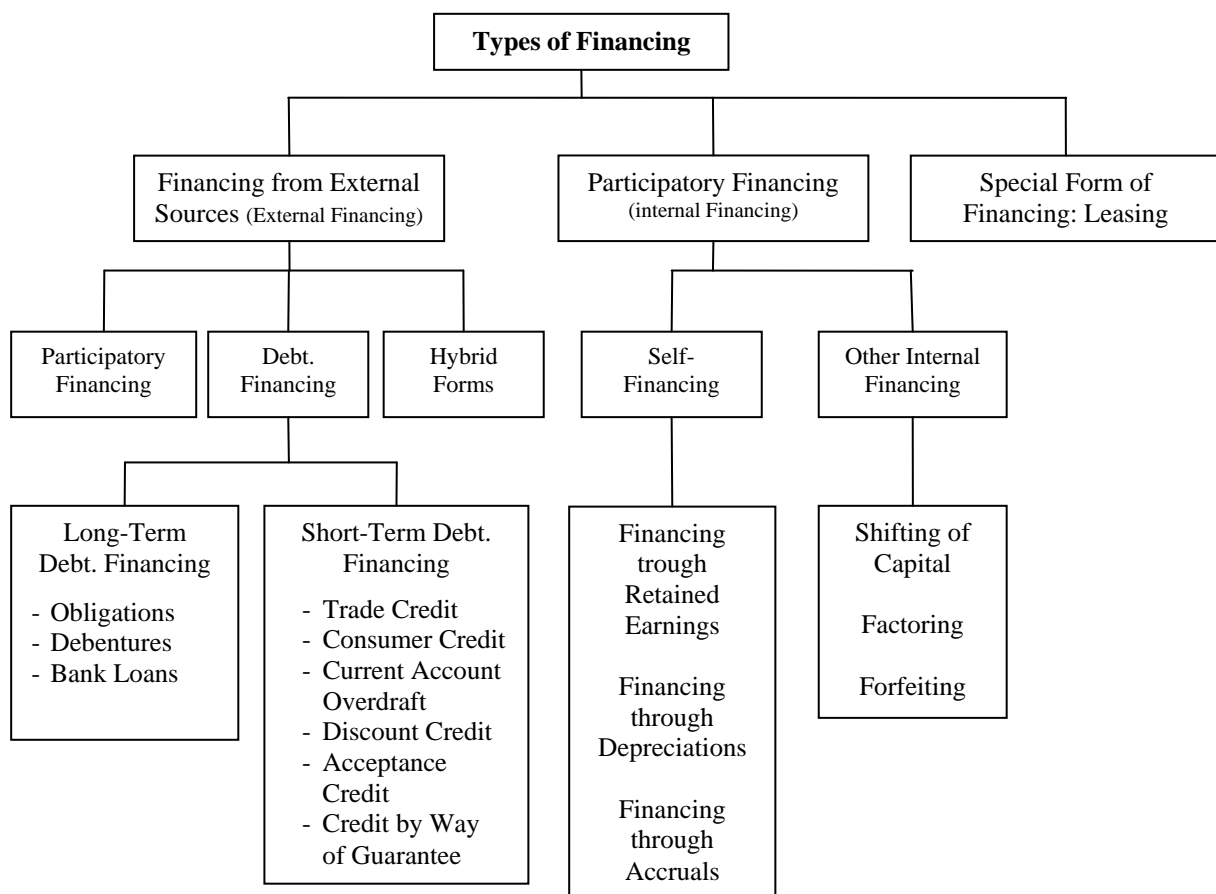 Types of Financing
Financing from External
Sources (External Financing)
Participatory Financing
(internal Financing)
Special Form of
Financing: Leasing
Participatory
Financing
Debt.
Financing
Hybrid
Forms
Self-
Financing
Other Internal
Financing
Long-Term
Debt. Financing
- Obligations
- Debentures
- Bank Loans
Short-Term Debt.
Financing
- Trade Credit
- Consumer Credit
- Current Account
Overdraft
- Discount Credit
- Acceptance
Credit
- Credit by Way
of Guarantee
Financing
trough
Retained
Earnings
Financing
through
Depreciations
Financing
through
Accruals
Shifting of
Capital
Factoring
Forfeiting